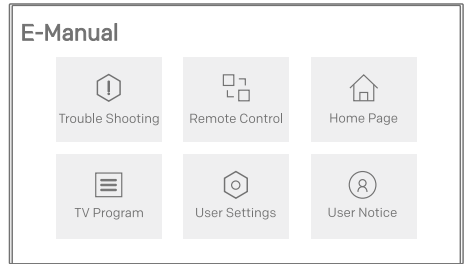 E-Manual
Trouble Shooting
Remote Control
Home Page
TV Program
User Settings
User Notice